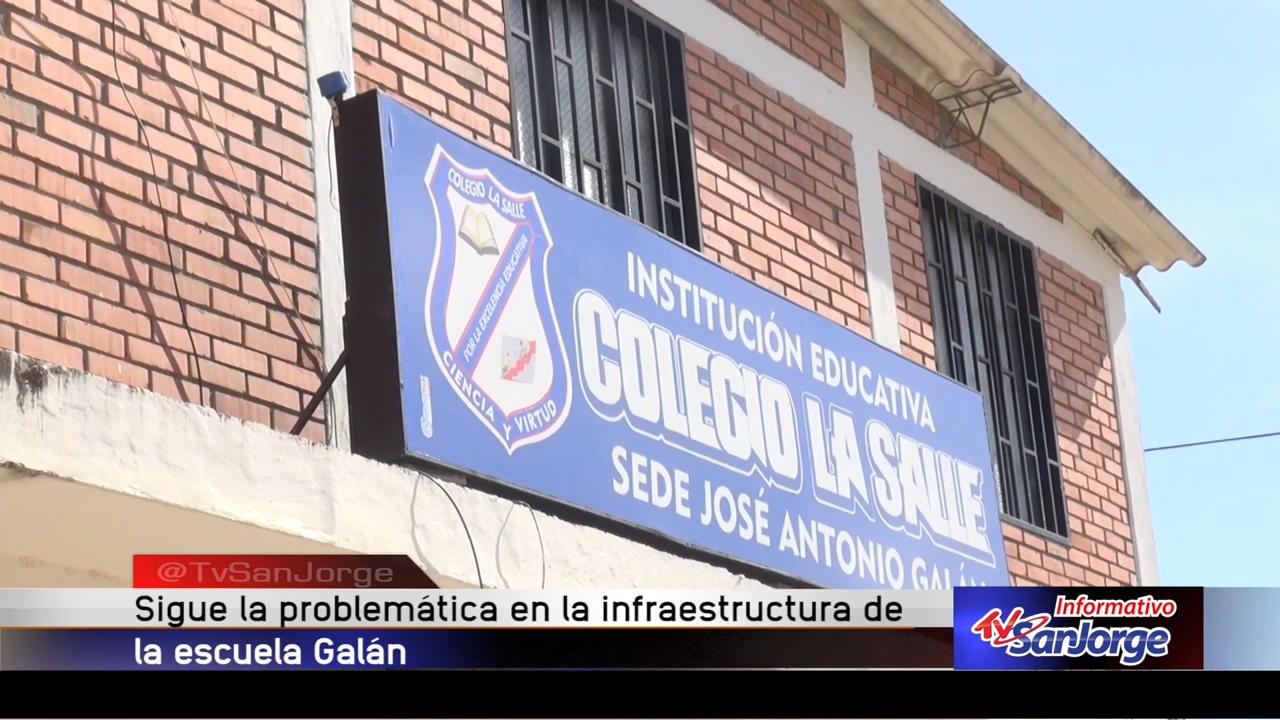 COLEGIO LA SALLE
POR LA EXCELENCIA EDUCATIVA
CIENCIA Y VIRTUD
INSTITUCIÓN EDUCATIVA
COLEGIO LA SALLE
SEDE JOSÉ ANTONIO GALÁN
@TvSanJorge
Sigue la problemática en la infraestructura de
la escuela Galán
Informativo
Tv SanJorge